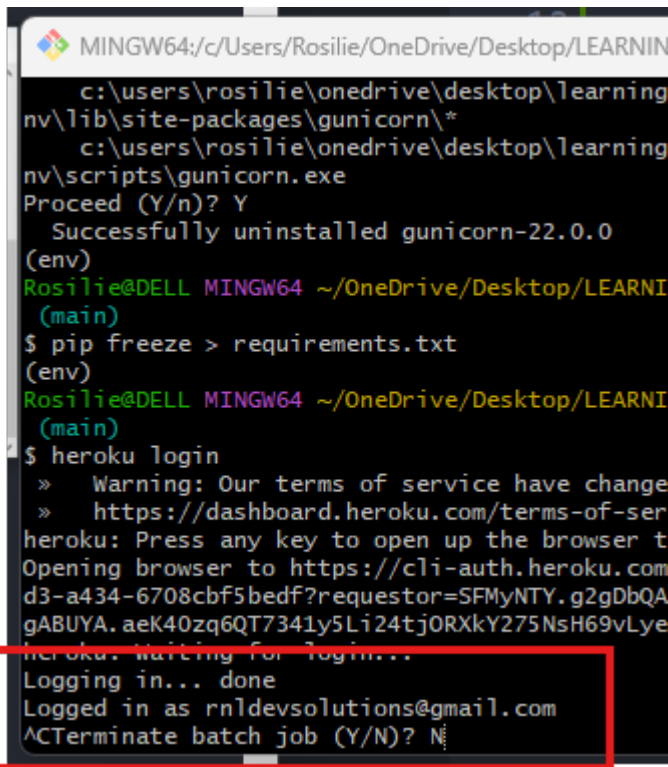 MINGW64:/c/Users/Rosilie/OneDrive/Desktop/LEARNIN
c:\users\rosilie\onedrive\desktop\learning
nv\lib\site-packages\gunicorn\*
c:\users\rosilie\onedrive\desktop\learning
nv\scripts\gunicorn.exe
Proceed (Y/n)? Y
Successfully uninstalled gunicorn-22.0.0
(env)
Rosilie@DELL MINGW64 ~/OneDrive/Desktop/LEARNI
(main)
$ pip freeze > requirements.txt
(env)
Rosilie@DELL MINGW64 ~/OneDrive/Desktop/LEARNI
(main)
$ heroku login
» Warning: Our terms of service have change
» https://dashboard.heroku.com/terms-of-ser
heroku: Press any key to open up the browser t
Opening browser to https://cli-auth.heroku.com
d3-a434-6708cbf5bedf?requestor=SFMyNTY.g2gDbQA
gABUYA.aeK4Ozq6QT7341y5Li24tjORXkY275NsH69vLye
heroku: Waiting for login...
Logging in... done
Logged in as rnldevsolutions@gmail.com
^CTerminate batch job (Y/N)? N